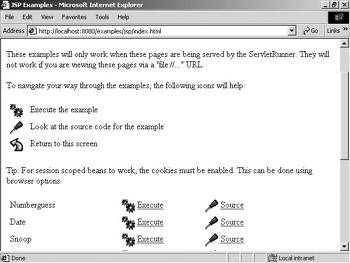 JSP Examples - Microsoft Internet Explorer
File Edit View Favorites Tools Help
Address http://localhost:8080/examples/jsp/index.html Go Links »
These examples will only work when these pages are being served by the ServletRunner. They will
not work if you are viewing these pages via a "file://..." URL.
To navigate your way through the examples, the following icons will help:
Execute the example
Look at the source code for the example
Return to this screen
Tip: For session scoped beans to work, the cookies must be enabled. This can be done using
browser options.
Numberguess Execute Source
Date Execute Source
Snoop Execute Source
Done Local intranet